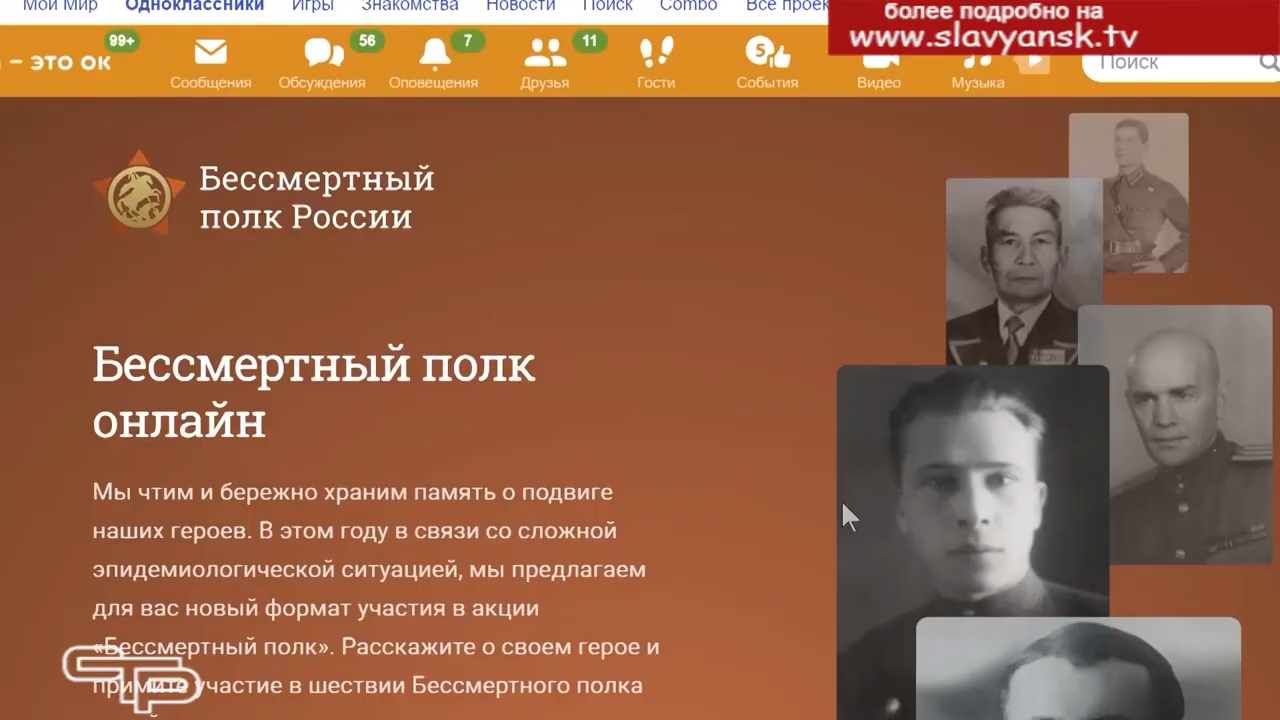 Мой Мир Одноклассники Игры Знакомства Новости Поиск Combo Все
более подробно на
www.slavyansk.tv
– это ок 99+ 56 7 11 5
Сообщения Обсуждения Оповещения Друзья Гости События Видео Музыка Поиск
Бессмертный
полк России
Бессмертный полк
онлайн
Мы чтим и бережно храним память о подвиге
наших героев. В этом году в связи со сложной
эпидемиологической ситуацией, мы предлагаем
для вас новый формат участия в акции
«Бессмертный полк». Расскажите о своем герое и
примите участие в шествии Бессмертного полка